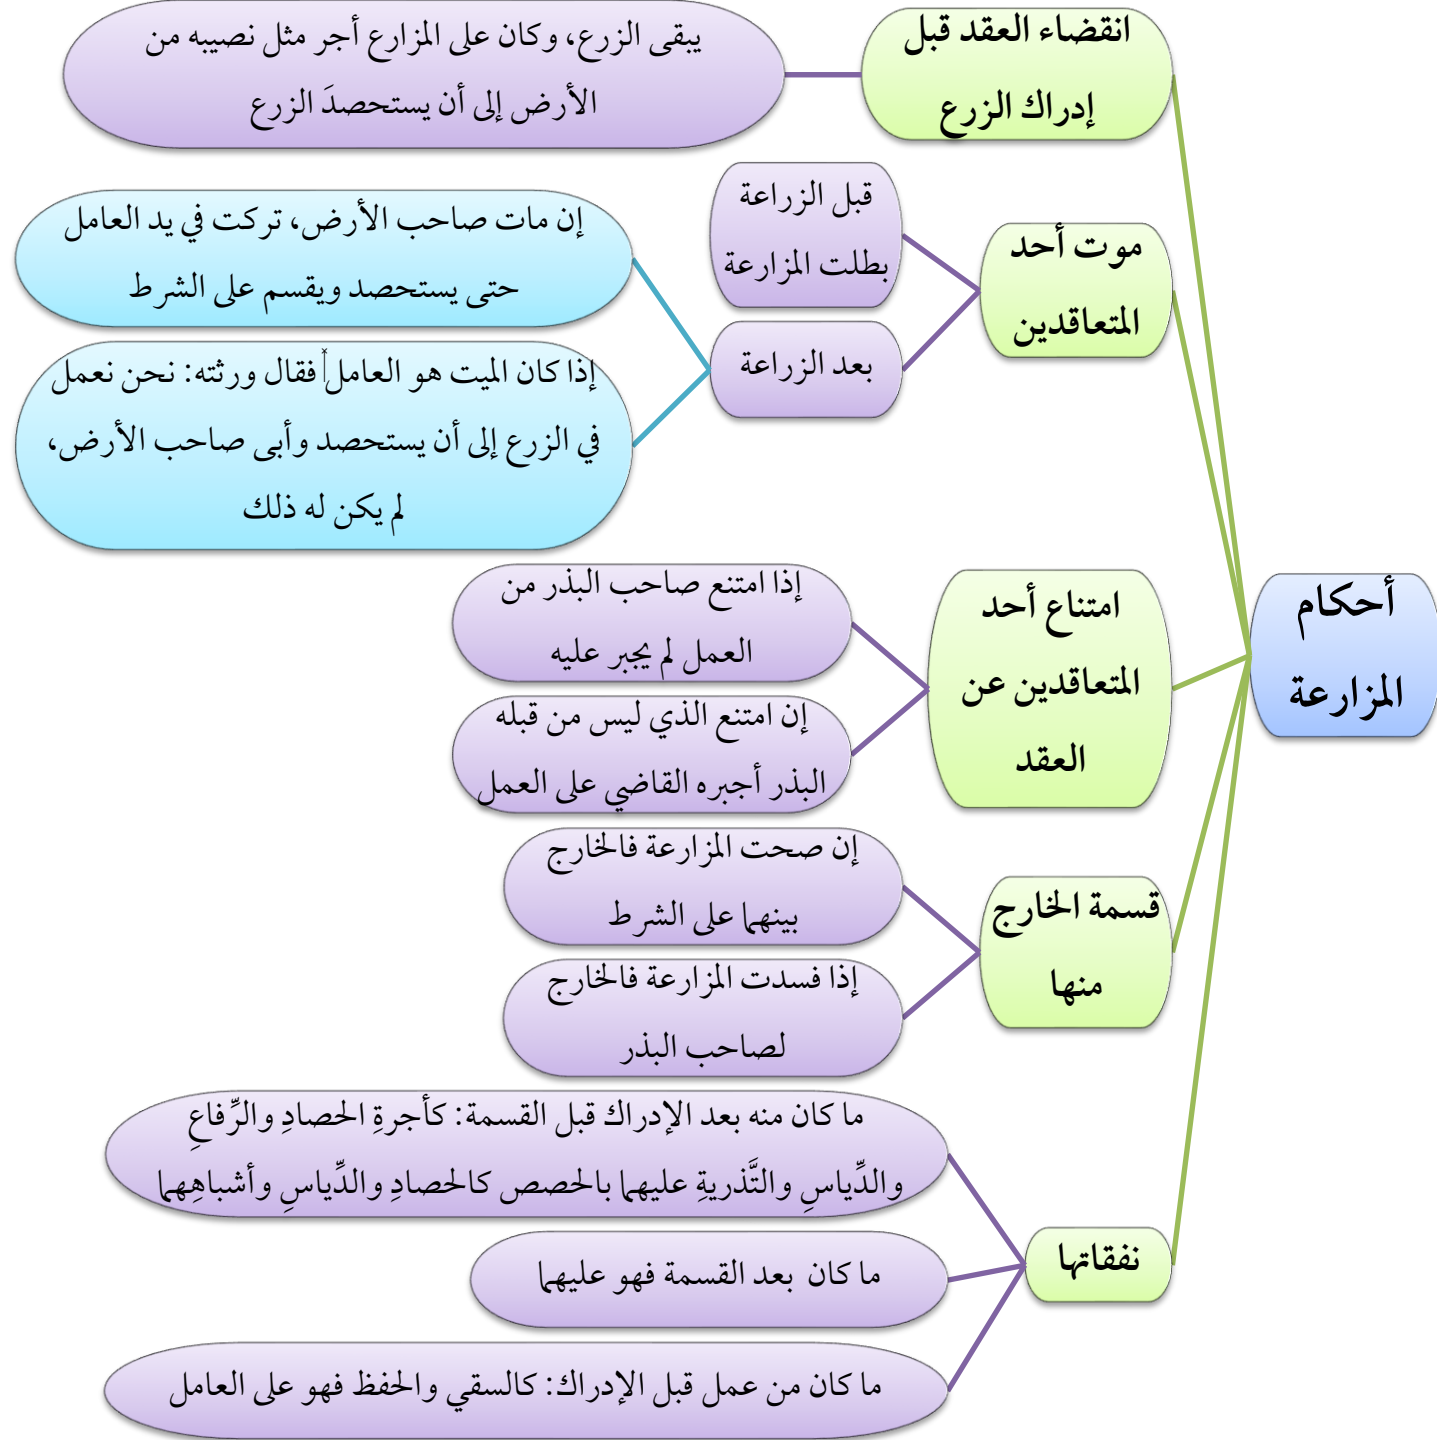 أحكام
المزارعة
انقضاء العقد قبل
إدراك الزرع
يبقى الزرع، وكان على المزارع أجر مثل نصيبه من
الأرض إلى أن يستحصدَ الزرع
موت أحد
المتعاقدين
قبل الزراعة
بطلت المزارعة
بعد الزراعة
إن مات صاحب الأرض، تركت في يد العامل
حتى يستحصد ويقسم على الشرط
إذا كان الميت هو العامل فقال ورثته: نحن نعمل
في الزرع إلى أن يستحصد وأبى صاحب الأرض،
لم يكن له ذلك
امتناع أحد
المتعاقدين عن
العقد
إذا امتنع صاحب البذر من
العمل لم يجبر عليه
إن امتنع الذي ليس من قبله
البذر أجبره القاضي على العمل
قسمة الخارج
منها
إن صحت المزارعة فالخارج
بينهما على الشرط
إذا فسدت المزارعة فالخارج
لصاحب البذر
نفقاتها
ما كان منه بعد الإدراك قبل القسمة: كأجرةِ الحصادِ والرِّفاعِ
والدِّياسِ والتَّذريةِ عليهما بالحصص كالحصادِ والدِّياسِ وأشباهِهما
ما كان بعد القسمة فهو عليهما
ما كان من عمل قبل الإدراك: كالسقي والحفظ فهو على العامل